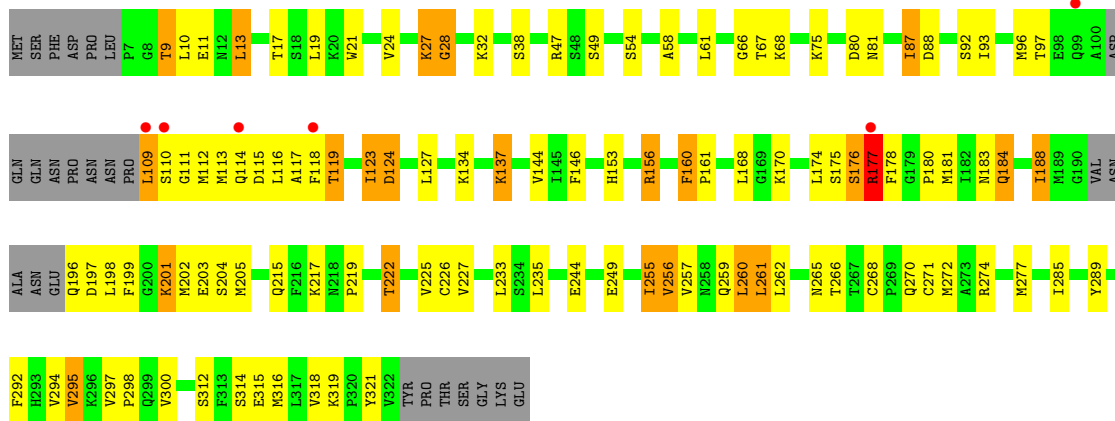 MET SER PHE ASP PRO LEU P7 G8 T9 L10 E11 N12 L13 T17 S18 L19 K20 W21 V24 K27 G28 K32 S38 R47 S48 S49 S54 A58 L61 G66 T67 K68 K75 D80 N81 I87 D88 S92 I93 M96 T97 E98 Q99 A100 ASP
GLN GLN ASN PRO ASN ASN PRO L109 S110 G111 M112 M113 Q114 D115 L116 A117 F118 T119 I123 D124 L127 K134 K137 V144 I145 F146 H153 R156 F160 P161 L168 G169 K170 L174 S175 S176 R177 F178 G179 P180 M181 I182 N183 Q184 I188 M189 G190 VAL ASN
ALA ASN GLU Q196 D197 L198 F199 G200 K201 M202 E203 S204 M205 Q215 F216 K217 N218 P219 T222 V225 C226 V227 L233 S234 L235 E244 E249 I255 V256 V257 N258 Q259 L260 L261 L262 N265 T266 T267 C268 P269 Q270 C271 M272 A273 R274 M277 I285 Y289
F292 H293 V294 V295 K296 V297 P298 Q299 V300 S312 F313 S314 E315 M316 L317 V318 K319 P320 Y321 V322 TYR PRO THR SER GLY LYS GLU